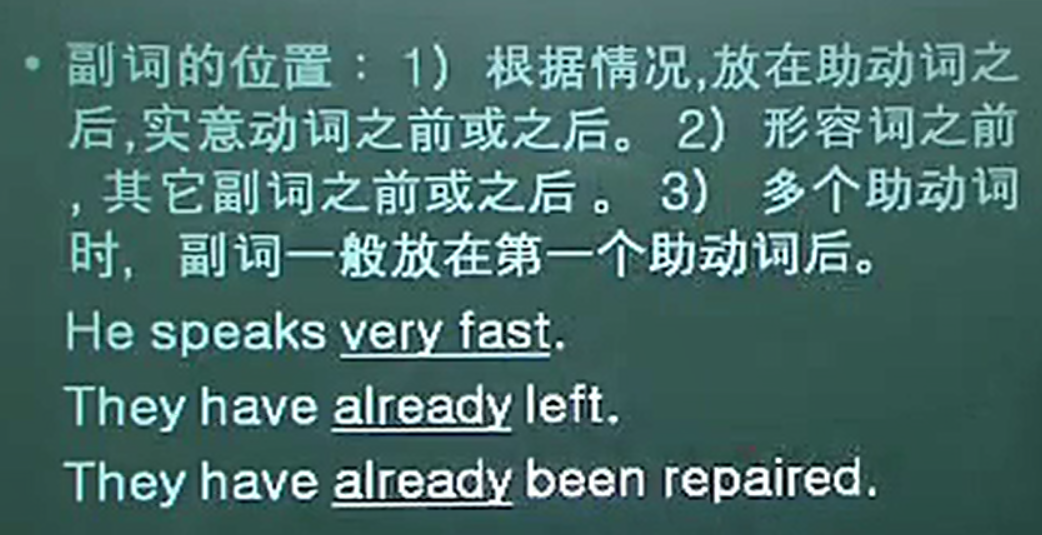 • 副词的位置：1） 根据情况,放在助动词之
后,实意动词之前或之后。 2） 形容词之前
,其它副词之前或之后 。 3） 多个助动词
时, 副词一般放在第一个助动词后。
He speaks very fast.
They have already left.
They have already been repaired.